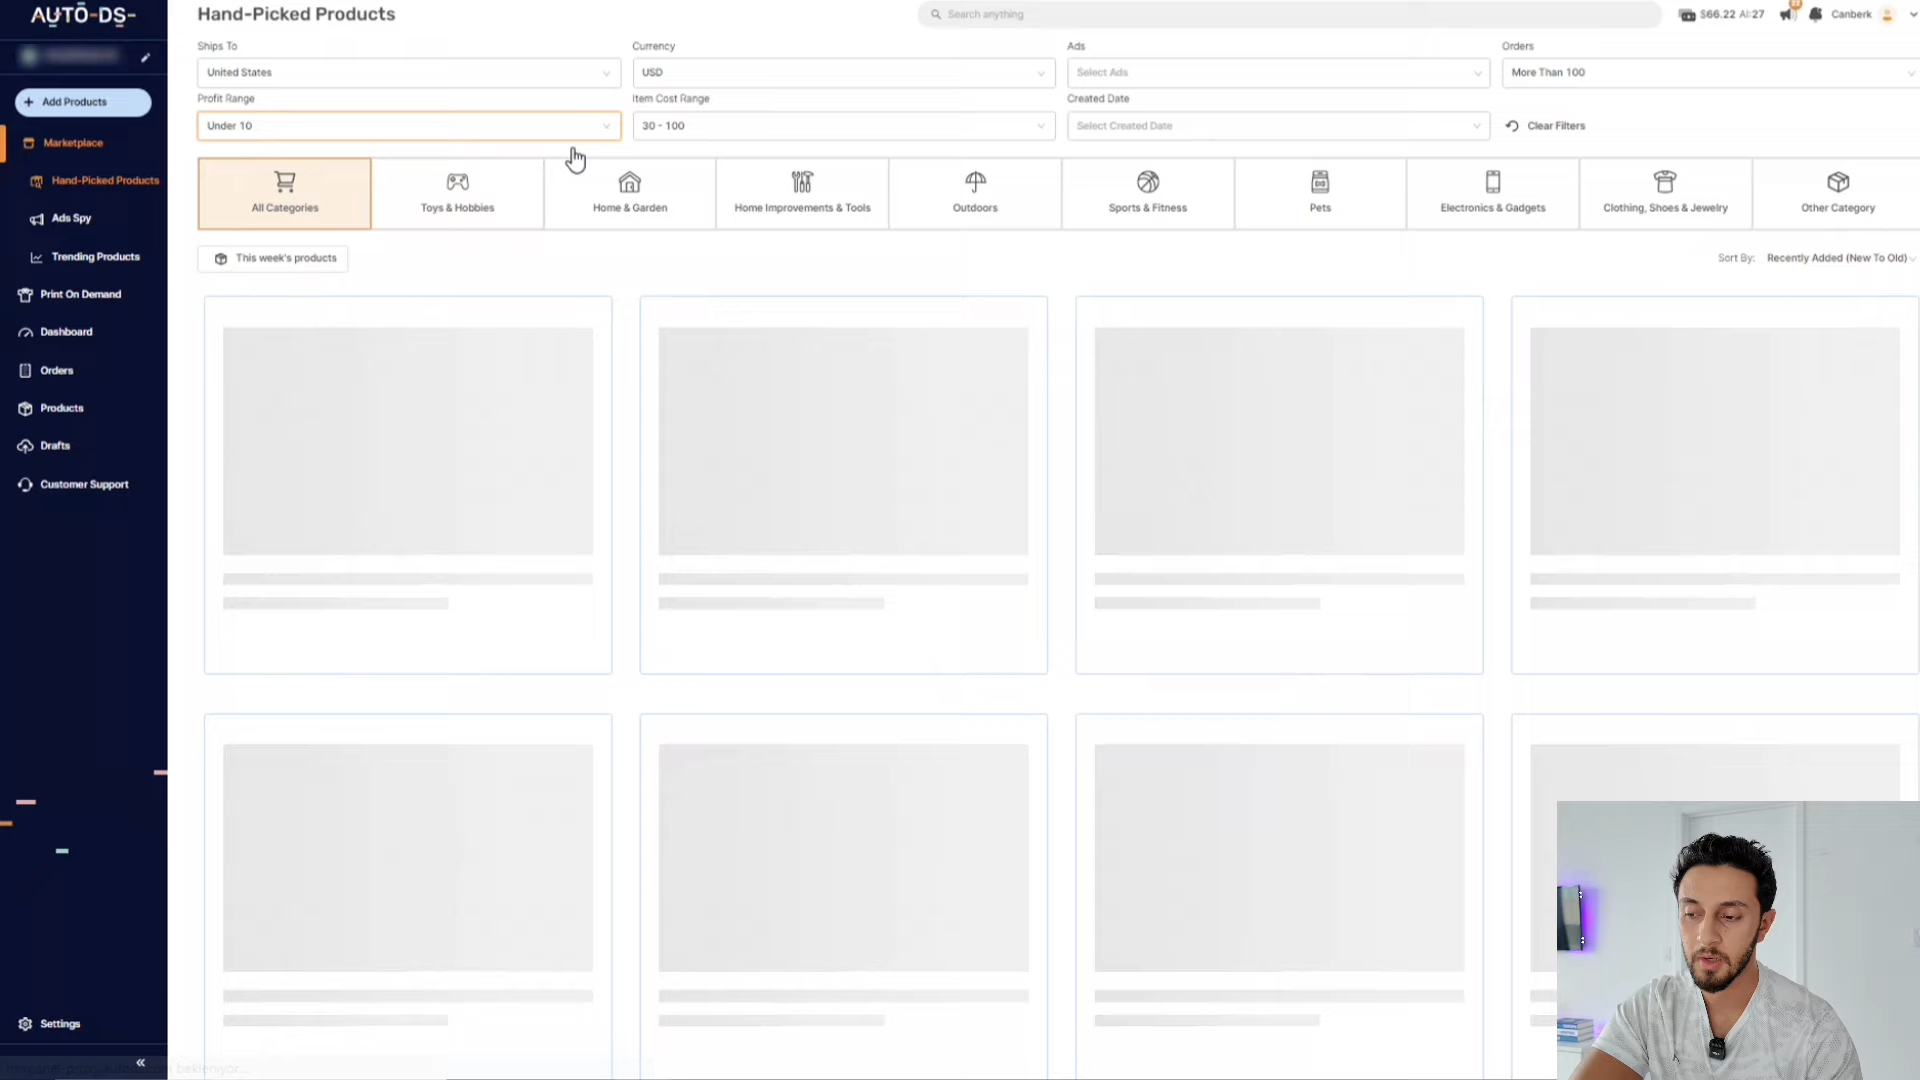 AUTO-DS-
Hand-Picked Products
Search anything
$66.22 AI:27
Canberk
Ships To
Currency
Ads
Orders
United States
USD
Select Ads
More Than 100
Profit Range
Item Cost Range
Created Date
Under 10
30 - 100
Select Created Date
Clear Filters
+ Add Products
Marketplace
Hand-Picked Products
Ads Spy
Trending Products
Print On Demand
Dashboard
Orders
Products
Drafts
Customer Support
Settings
All Categories
Toys & Hobbies
Home & Garden
Home Improvements & Tools
Outdoors
Sports & Fitness
Pets
Electronics & Gadgets
Clothing, Shoes & Jewelry
Other Category
This week's products
Sort By: Recently Added (New To Old)
bekleniyor...